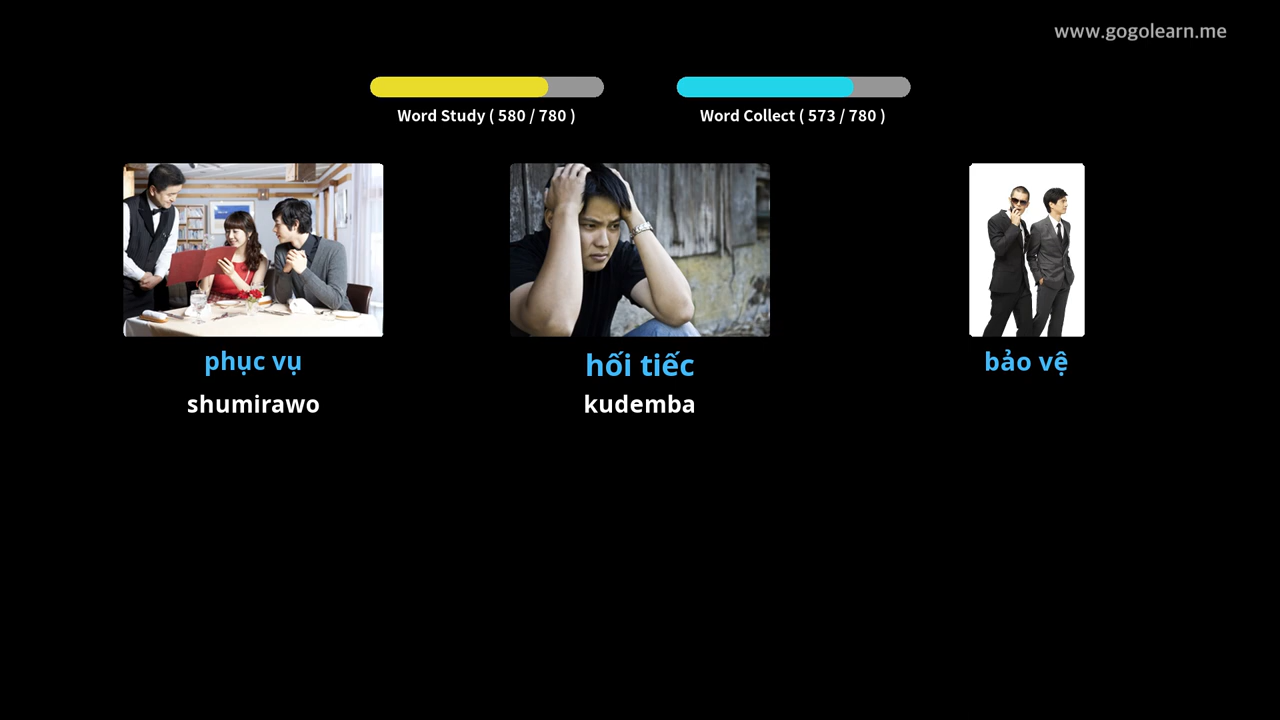 www.gogolearn.me
Word Study ( 580 / 780 )
Word Collect ( 573 / 780 )
phục vụ
hối tiếc
bảo vệ
shumirawo
kudemba